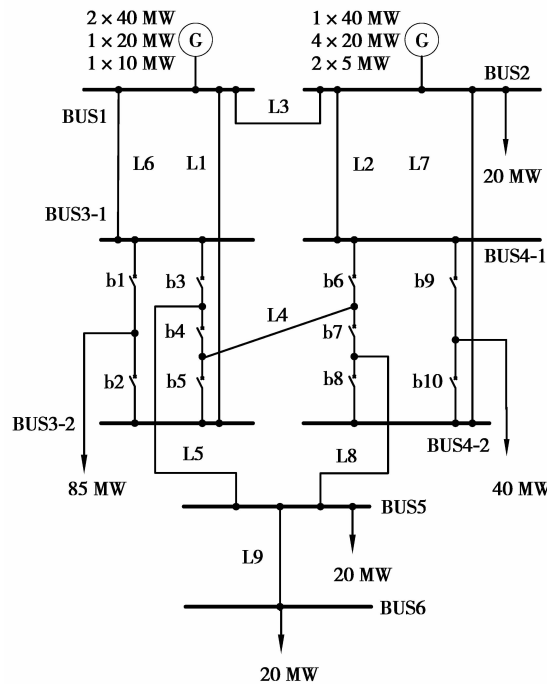 2 × 40 MW
1 × 20 MW
1 × 10 MW
G
1 × 40 MW
4 × 20 MW
2 × 5 MW
G
BUS1
BUS2
L3
L6
L1
L2
L7
20 MW
BUS3-1
BUS4-1
b1
b3
b6
b9
L4
b4
b7
b2
b5
b8
b10
BUS3-2
BUS4-2
L5
L8
85 MW
40 MW
BUS5
L9
20 MW
BUS6
20 MW